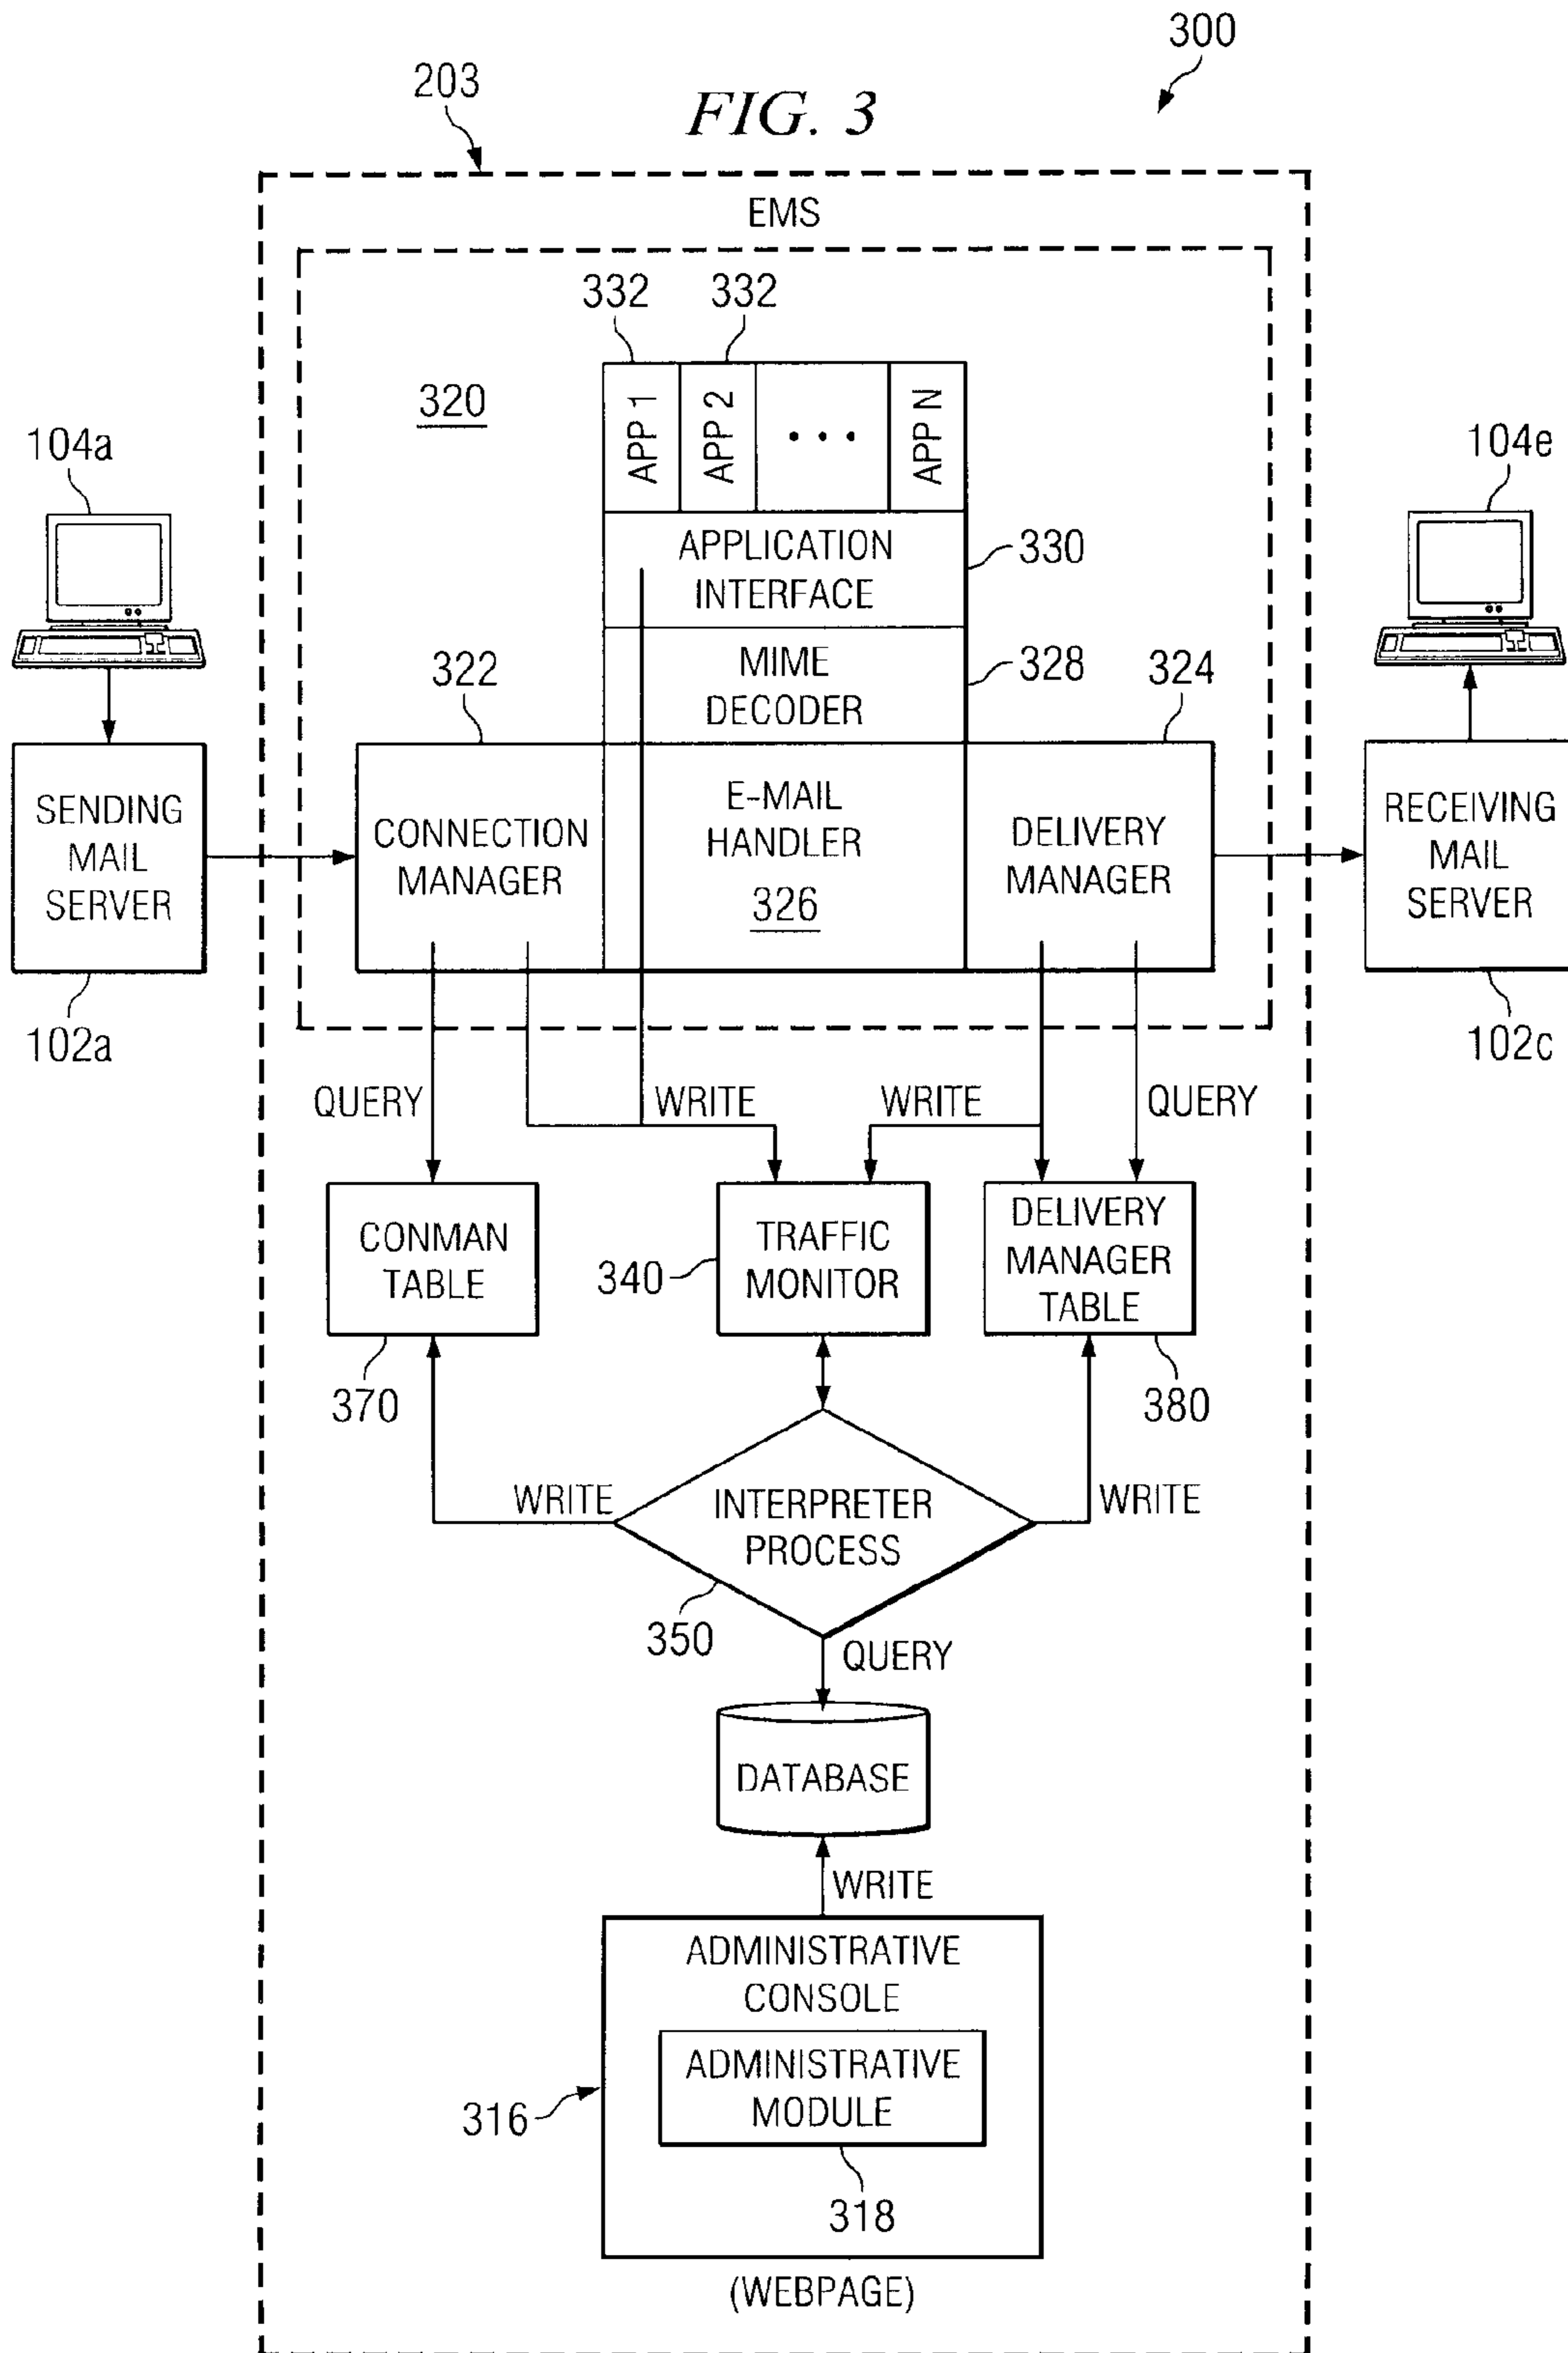 300
203
FIG. 3
EMS
332
332
320
APP 1
APP 2
...
APP N
104a
104e
APPLICATION
INTERFACE
330
MIME
DECODER
328
322
324
SENDING
MAIL
SERVER
CONNECTION
MANAGER
E-MAIL
HANDLER
326
DELIVERY
MANAGER
RECEIVING
MAIL
SERVER
102a
102c
QUERY
WRITE
WRITE
QUERY
CONMAN
TABLE
340
TRAFFIC
MONITOR
DELIVERY
MANAGER
TABLE
370
380
WRITE
INTERPRETER
PROCESS
WRITE
350
QUERY
DATABASE
WRITE
ADMINISTRATIVE
CONSOLE
ADMINISTRATIVE
MODULE
316
318
(WEBPAGE)